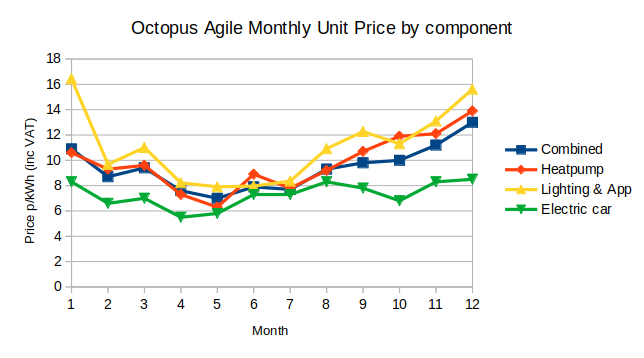 Octopus Agile Monthly Unit Price by component
18
16
14
12
10
8
6
4
2
0
Price p/kWh (inc VAT)
1 2 3 4 5 6 7 8 9 10 11 12
Month
Combined
Heatpump
Lighting & App
Electric car